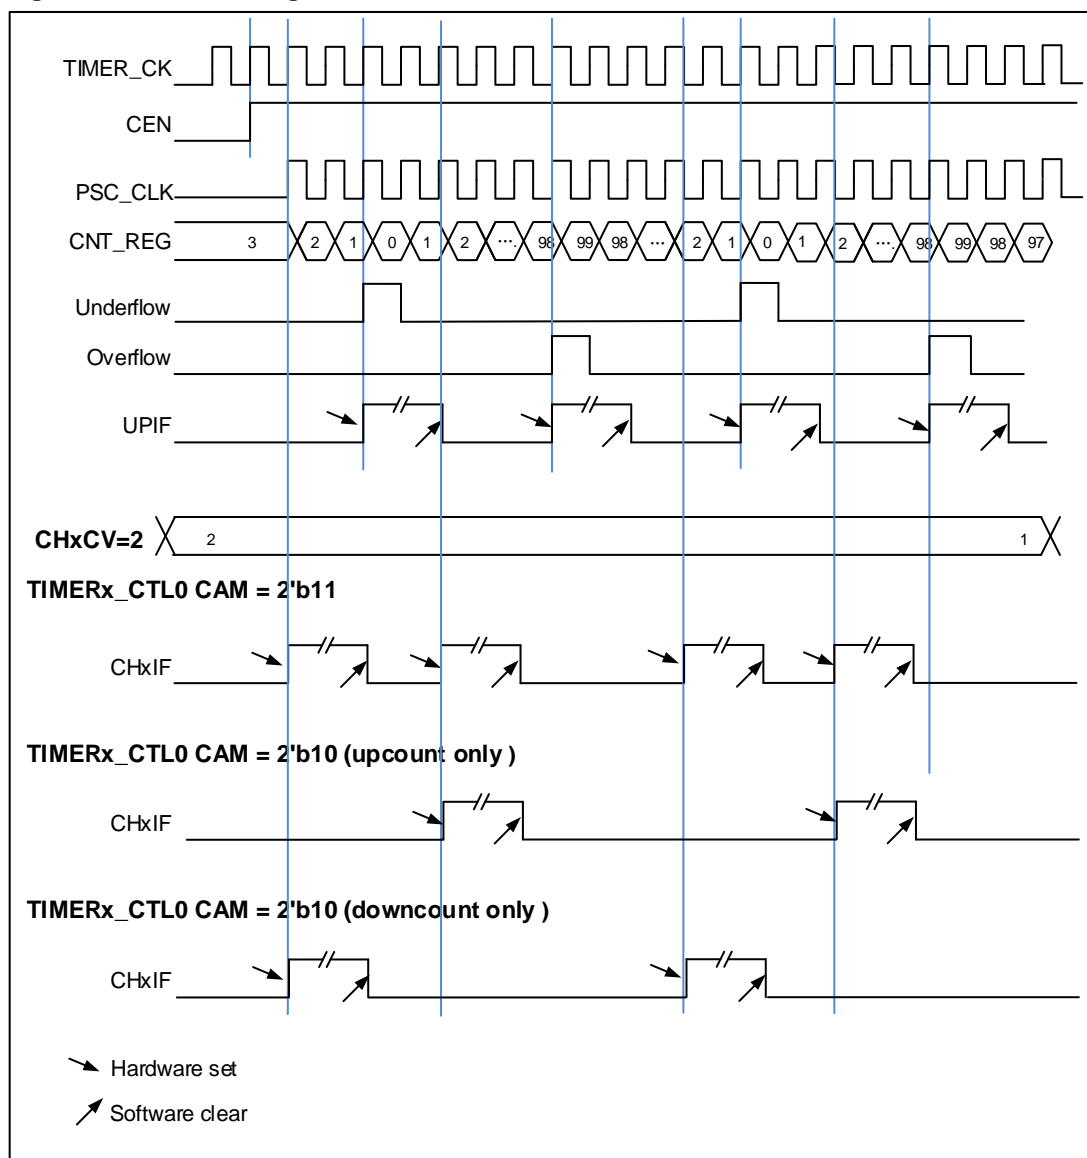 TIMER_CK
CEN
PSC_CLK
CNT_REG 3 2 1 0 1 2 .... 98 99 98 ... 2 1 0 1 2 .... 98 99 98 97
Underflow
Overflow
UPIF
CHxCV=2 2 1
TIMERx_CTL0 CAM = 2'b11
CHxIF
TIMERx_CTL0 CAM = 2'b10 (upcount only )
CHxIF
TIMERx_CTL0 CAM = 2'b10 (downcount only )
CHxIF
Hardware set
Software clear